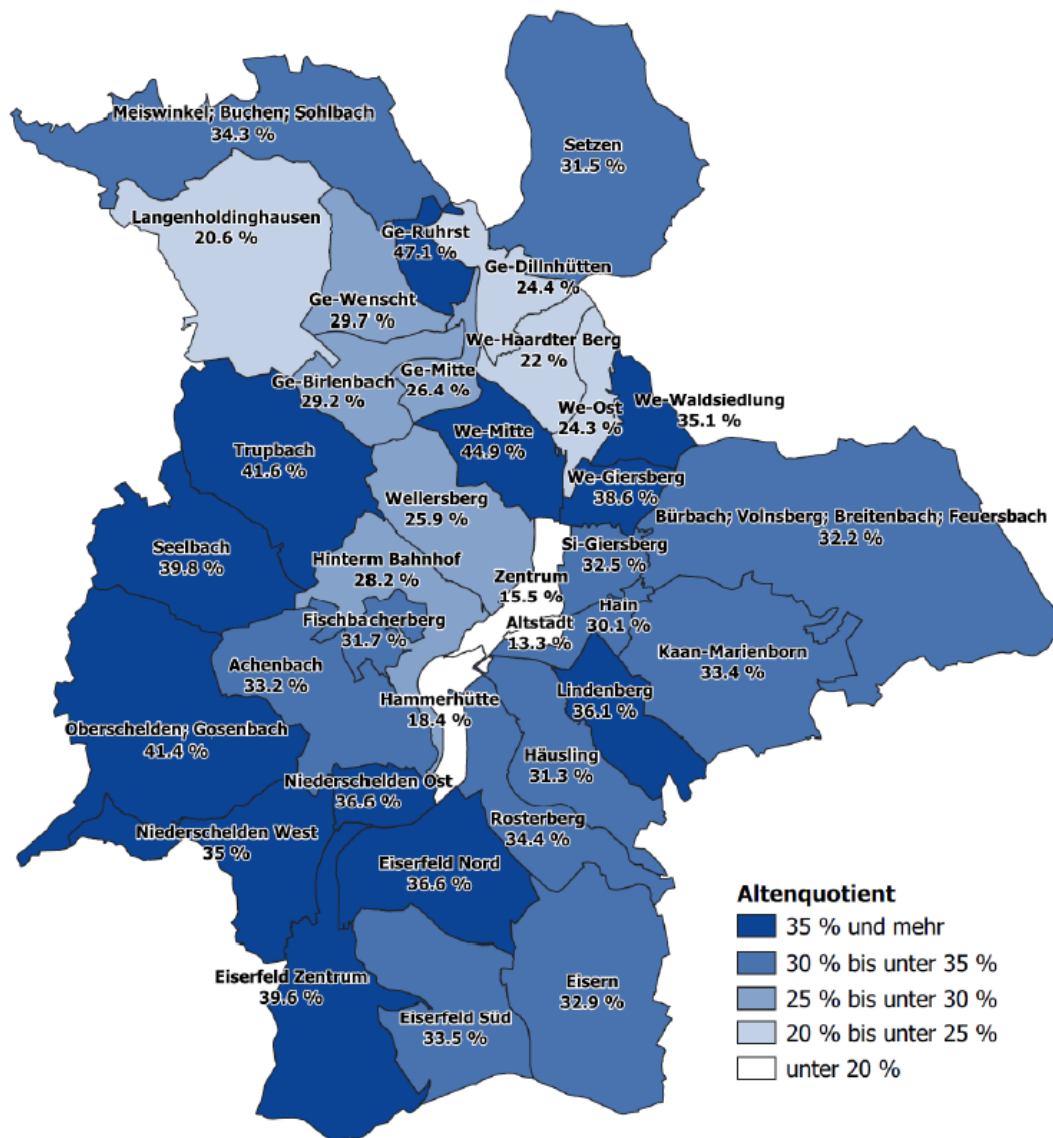 Meiswinkel; Buchen; Sohlbach
34.3 %
Setzen
31.5 %
Langenholdinghausen
20.6 %
Ge-Ruhrst
47.1 %
Ge-Dillnhütten
24.4 %
Ge-Wenscht
29.7 %
We-Haardter Berg
22 %
Ge-Mitte
26.4 %
Ge-Birlenbach
29.2 %
We-Waldsiedlung
35.1 %
We-Ost
24.3 %
We-Mitte
44.9 %
Trupbach
41.6 %
We-Giersberg
38.6 %
Wellersberg
25.9 %
Bürbach; Volnsberg; Breitenbach; Feuersbach
32.2 %
Seelbach
39.8 %
Si-Giersberg
32.5 %
Hinterm Bahnhof
28.2 %
Zentrum
15.5 %
Hain
30.1 %
Fischbacherberg
31.7 %
Altstadt
13.3 %
Kaan-Marienborn
33.4 %
Achenbach
33.2 %
Lindenberg
36.1 %
Hammerhütte
18.4 %
Oberschelden; Gosenbach
41.4 %
Häusling
31.3 %
Niederschelden Ost
36.6 %
Rosterberg
34.4 %
Niederschelden West
35 %
Eiserfeld Nord
36.6 %
Eiserfeld Zentrum
39.6 %
Eisern
32.9 %
Eiserfeld Süd
33.5 %
Altenquotient
35 % und mehr
30 % bis unter 35 %
25 % bis unter 30 %
20 % bis unter 25 %
unter 20 %